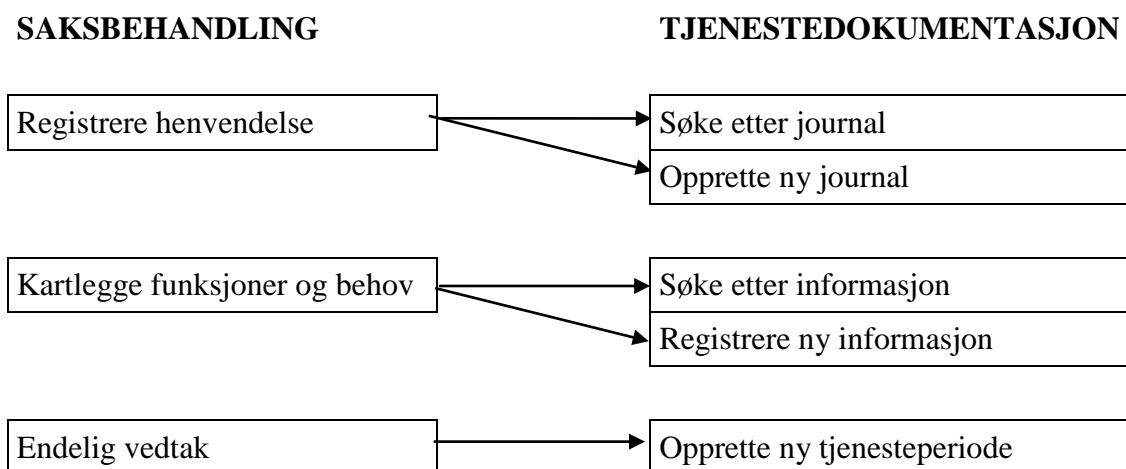 SAKSBEHANDLING TJENESTEDOKUMENTASJON
Registrere henvendelse Søke etter journal
Opprette ny journal
Kartlegge funksjoner og behov Søke etter informasjon
Registrere ny informasjon
Endelig vedtak Opprette ny tjenesteperiode